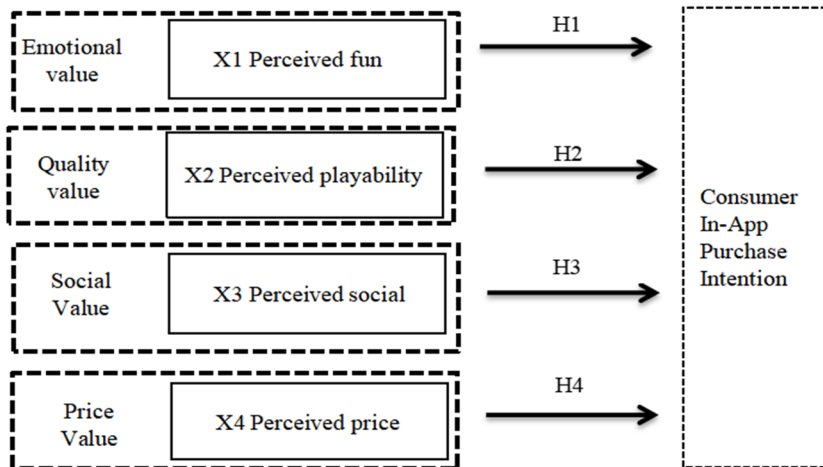 Emotional
value
X1 Perceived fun
H1
Quality
value
X2 Perceived playability
H2
Social
Value
X3 Perceived social
H3
Price
Value
X4 Perceived price
H4
Consumer
In-App
Purchase
Intention